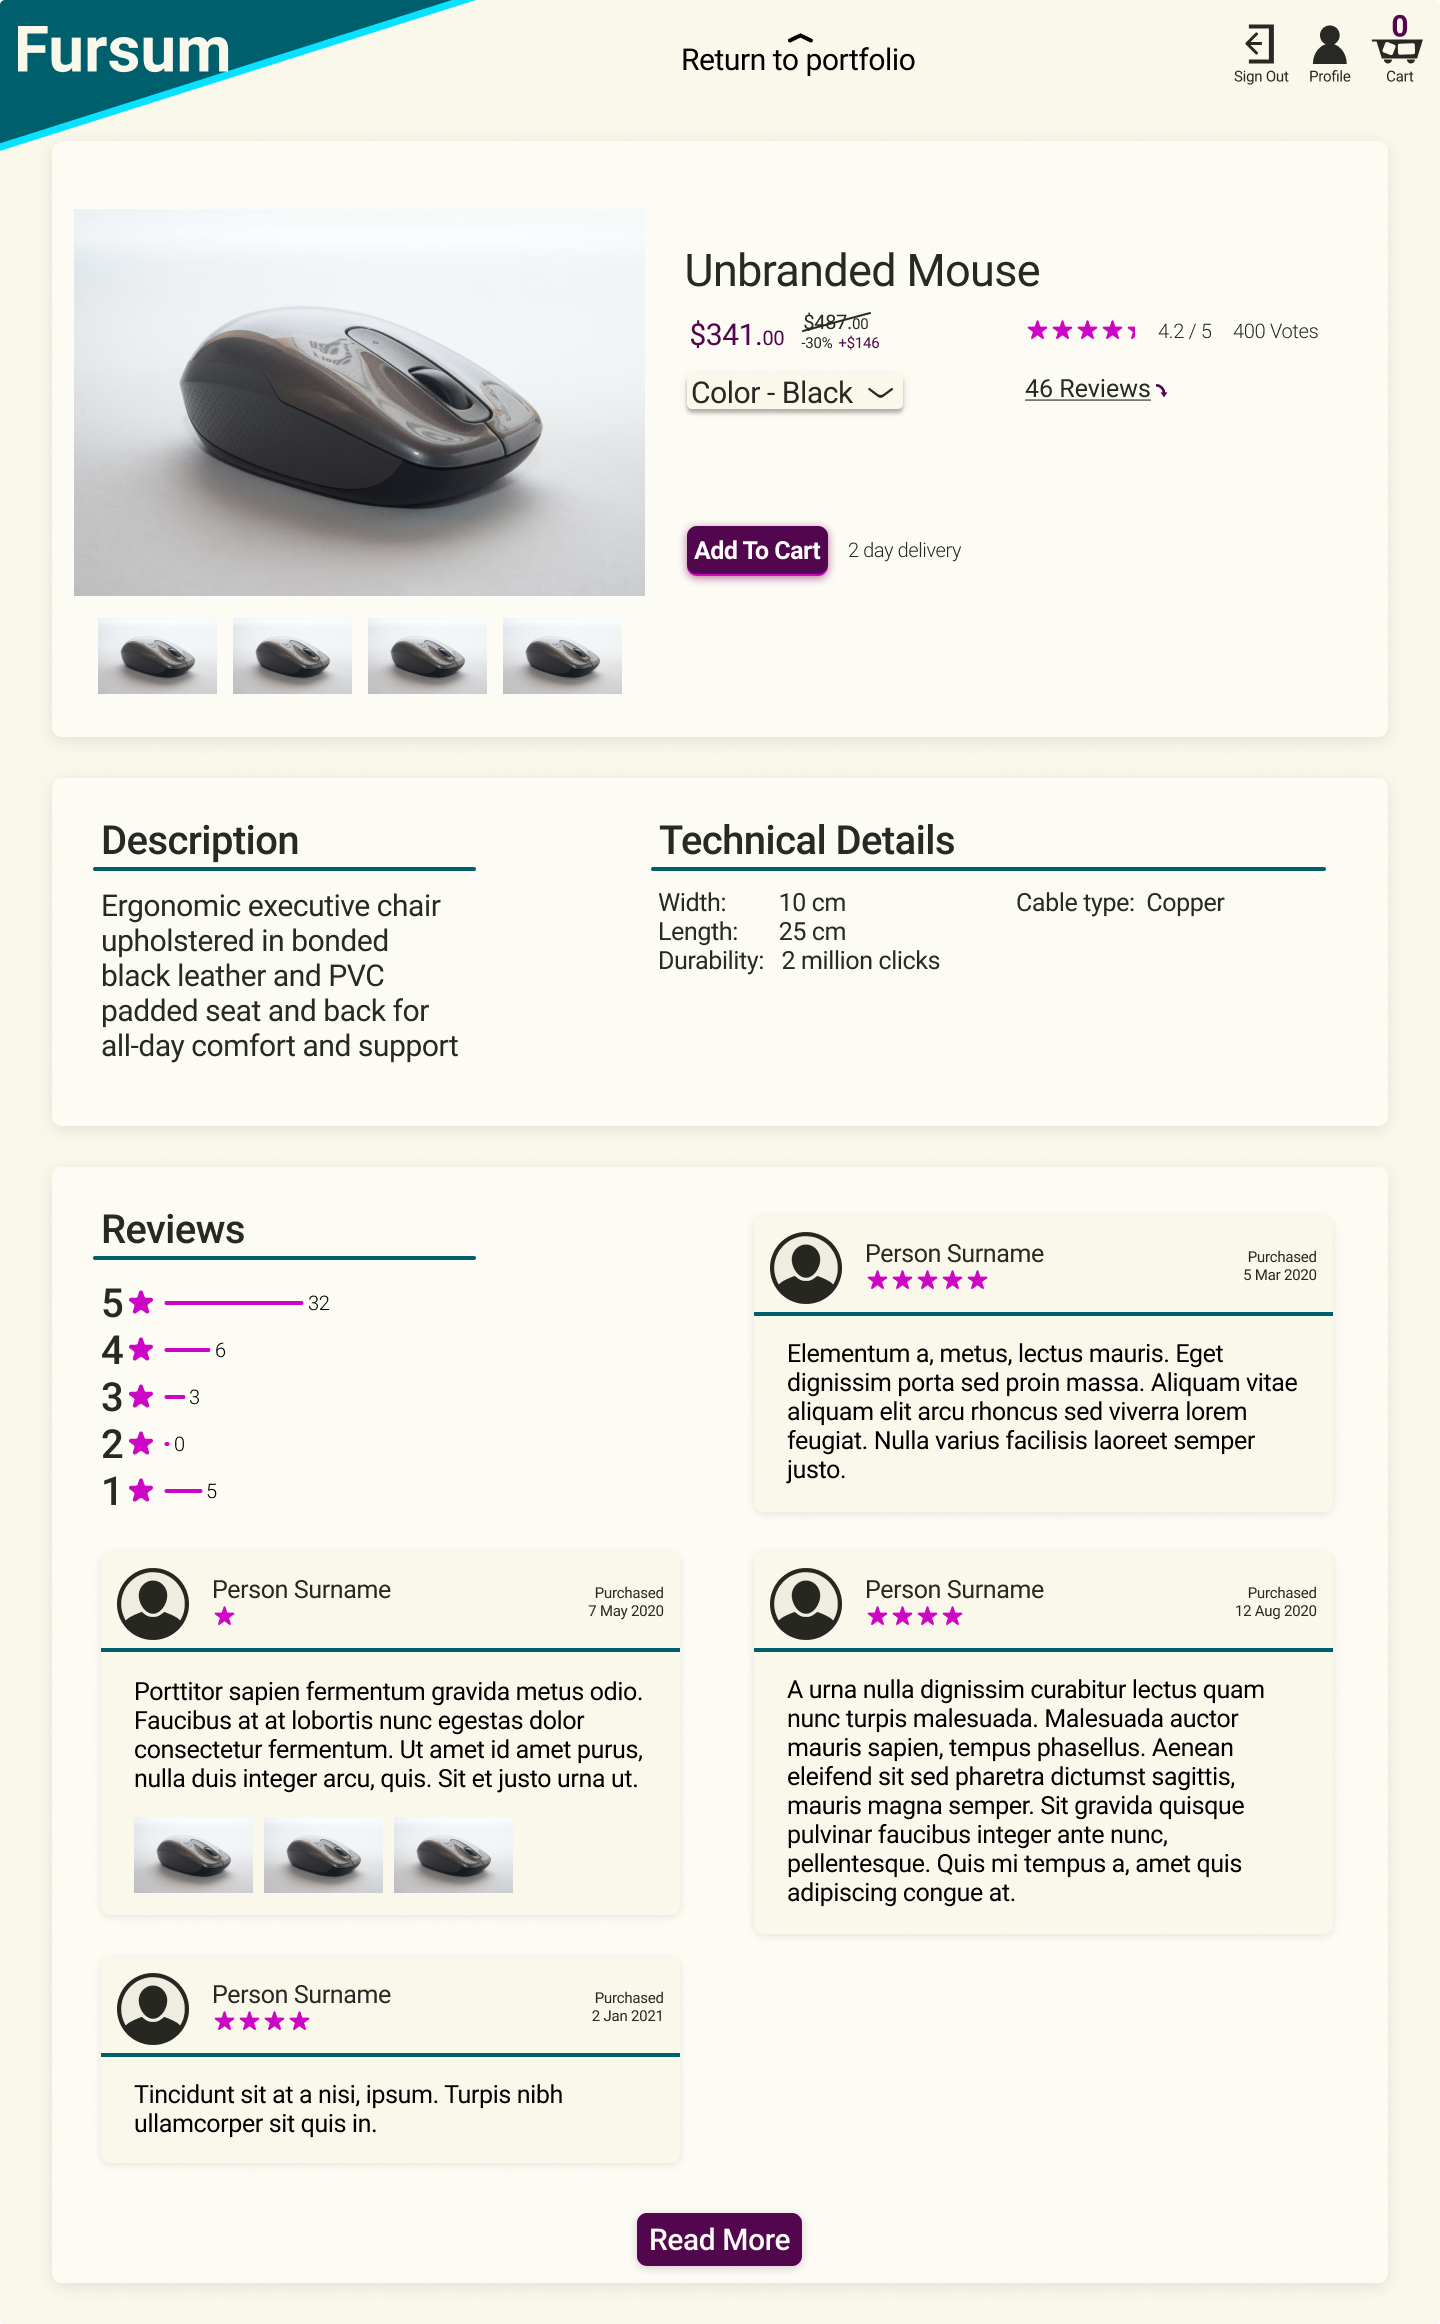 Fursum
Return to portfolio
Sign Out
Profile
0
Cart
Unbranded Mouse
$341.00
$487.00
-30% +$146
4.2 / 5
400 Votes
Color - Black
46 Reviews
Add To Cart
2 day delivery
Description
Ergonomic executive chair
upholstered in bonded
black leather and PVC
padded seat and back for
all-day comfort and support
Technical Details
Width: 10 cm
Length: 25 cm
Durability: 2 million clicks
Cable type: Copper
Reviews
5 32
4 6
3 3
2 0
1 5
Person Surname
Purchased
5 Mar 2020
Elementum a, metus, lectus mauris. Eget
dignissim porta sed proin massa. Aliquam vitae
aliquam elit arcu rhoncus sed viverra lorem
feugiat. Nulla varius facilisis laoreet semper
justo.
Person Surname
Purchased
7 May 2020
Porttitor sapien fermentum gravida metus odio.
Faucibus at at lobortis nunc egestas dolor
consectetur fermentum. Ut amet id amet purus,
nulla duis integer arcu, quis. Sit et justo urna ut.
Person Surname
Purchased
12 Aug 2020
A urna nulla dignissim curabitur lectus quam
nunc turpis malesuada. Malesuada auctor
mauris sapien, tempus phasellus. Aenean
eleifend sit sed pharetra dictumst sagittis,
mauris magna semper. Sit gravida quisque
pulvinar faucibus integer ante nunc,
pellentesque. Quis mi tempus a, amet quis
adipiscing congue at.
Person Surname
Purchased
2 Jan 2021
Tincidunt sit at a nisi, ipsum. Turpis nibh
ullamcorper sit quis in.
Read More